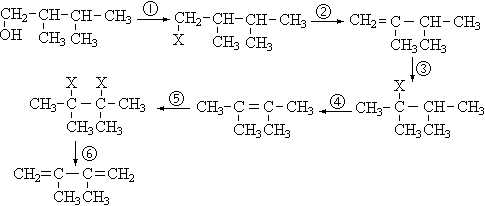 CH₂—CH—CH—CH₃ ① CH₂—CH—CH—CH₃ ② CH₂=C—CH—CH₃
OH CH₃ CH₃ X CH₃ CH₃ CH₃ CH₃
③
X X X
CH₃—C—C—CH₃ ⑤ CH₃—C=C—CH₃ ④ CH₃—C—CH—CH₃
CH₃ CH₃ CH₃ CH₃ CH₃ CH₃
⑥
CH₂=C—C=CH₂
CH₃ CH₃